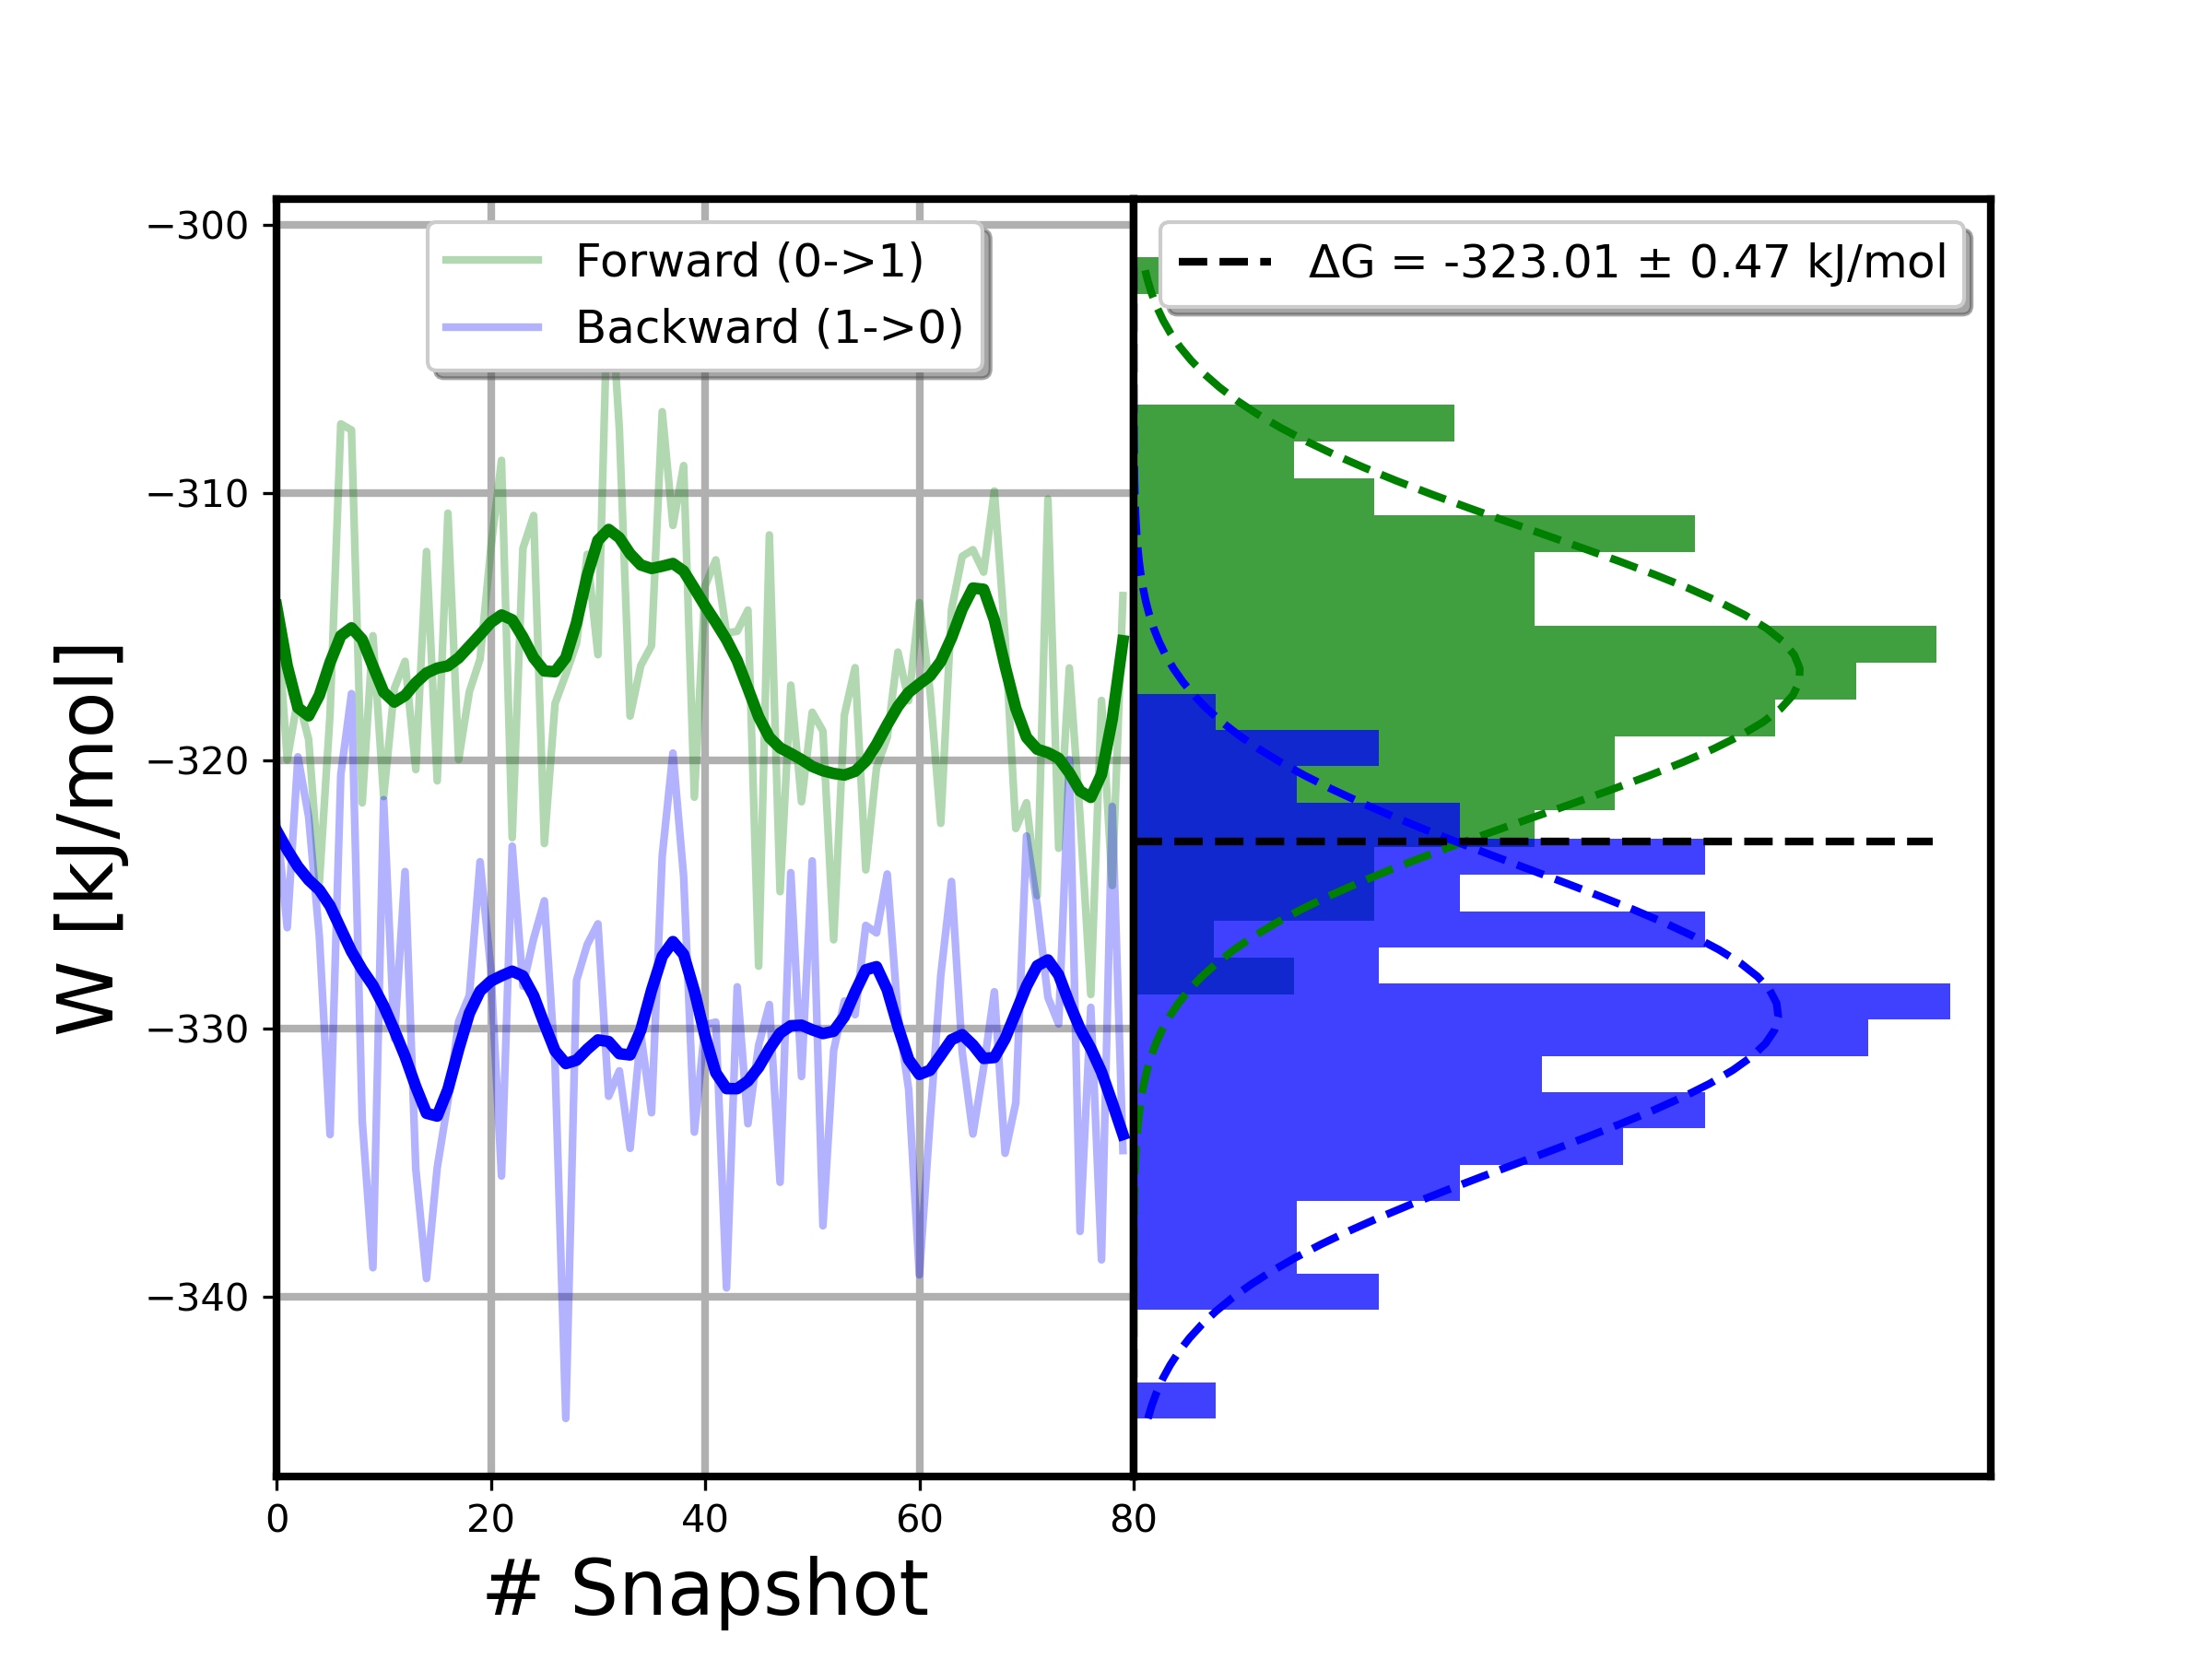 W [kJ/mol]
−300
−310
−320
−330
−340
Forward (0->1)
Backward (1->0)
ΔG = -323.01 ± 0.47 kJ/mol
0 20 40 60 80
# Snapshot